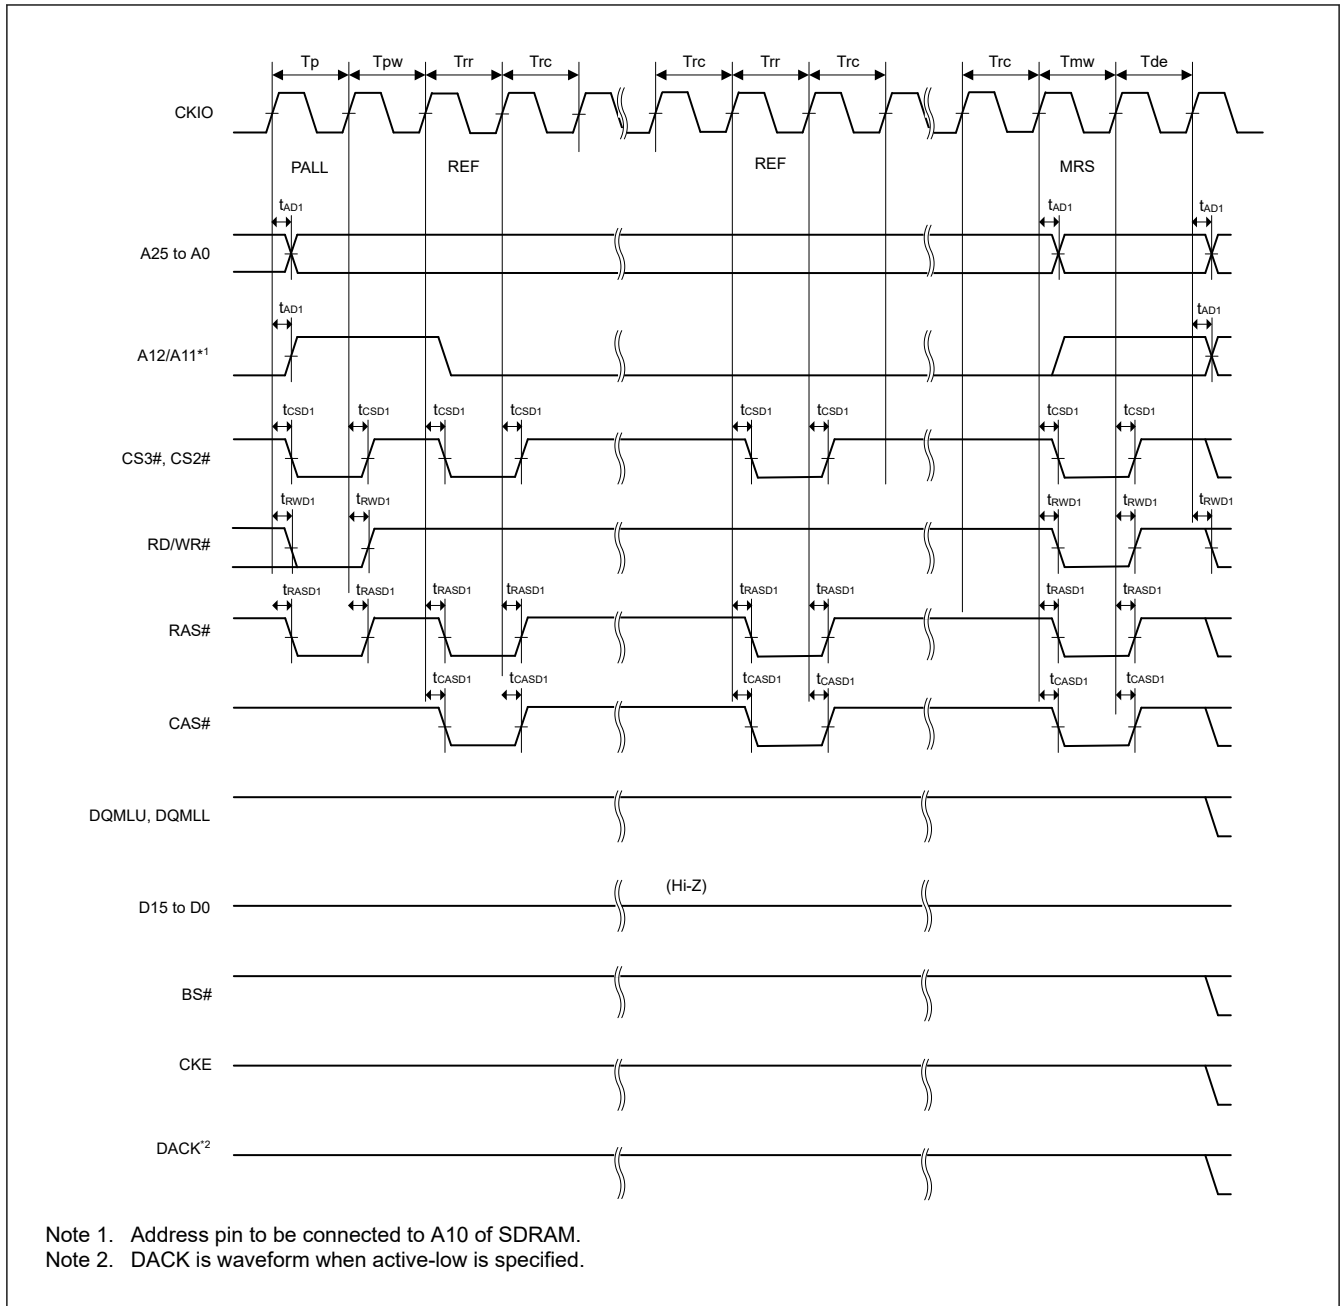 Tp Tpw Trr Trc Trc Trr Trc Trc Tmw Tde
CKIO
PALL REF REF MRS
tAD1 tAD1 tAD1
A25 to A0
tAD1 tAD1
A12/A11*1
tCSD1 tCSD1 tCSD1 tCSD1 tCSD1 tCSD1 tCSD1 tCSD1
CS3#, CS2#
tRWD1 tRWD1 tRWD1 tRWD1 tRWD1
RD/WR#
tRASD1 tRASD1 tRASD1 tRASD1 tRASD1 tRASD1 tRASD1 tRASD1
RAS#
tCASD1 tCASD1 tCASD1 tCASD1 tCASD1 tCASD1
CAS#
DQMLU, DQMLL
(Hi-Z)
D15 to D0
BS#
CKE
DACK*2
Note 1. Address pin to be connected to A10 of SDRAM.
Note 2. DACK is waveform when active-low is specified.